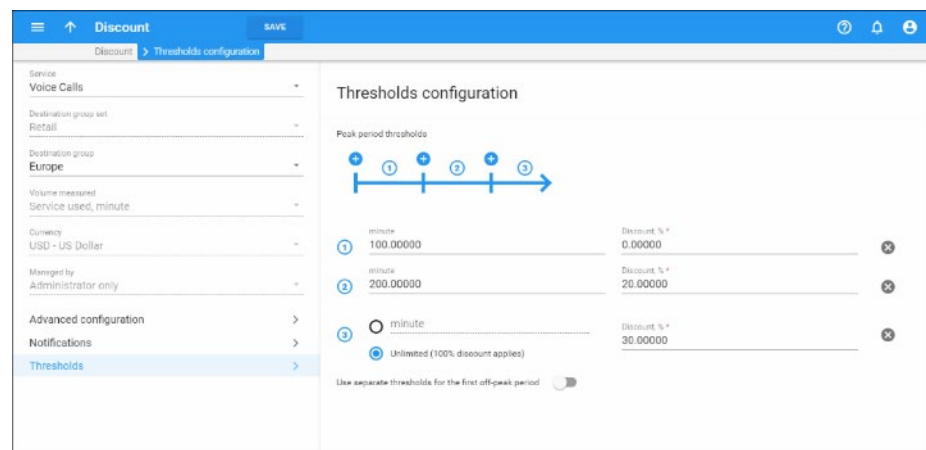 Discount SAVE
Discount > Thresholds configuration
Service
Voice Calls
Destination group set
Retail
Destination group
Europe
Volume measured
Service used, minute
Currency
USD - US Dollar
Managed by
Administrator only
Advanced configuration
Notifications
Thresholds
Thresholds configuration
Peak period thresholds
1 2 3
minute Discount, % *
1 100.00000 0.00000
minute Discount, % *
2 200.00000 20.00000
3 minute Discount, % *
30.00000
Unlimited (100% discount applies)
Use separate thresholds for the first off-peak period